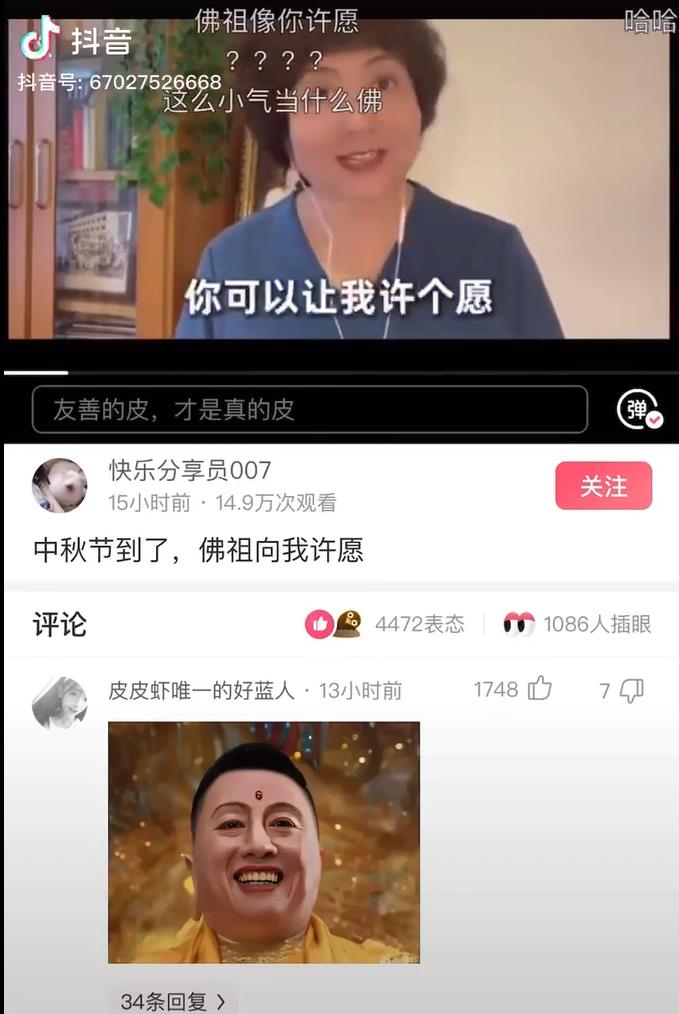 佛祖像你许愿
哈哈
抖音
？？？？
抖音号: 67027526668
这么小气当什么佛
你可以让我许个愿
友善的皮，才是真的皮
弹
快乐分享员007
15小时前 · 14.9万次观看
关注
中秋节到了，佛祖向我许愿
评论
4472表态
1086人插眼
皮皮虾唯一的好蓝人 · 13小时前
1748
7
6
34条回复